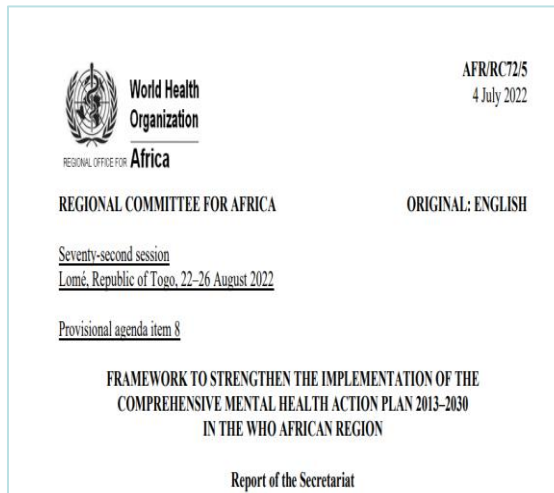 World Health
Organization
REGIONAL OFFICE FOR Africa
AFR/RC72/5
4 July 2022
REGIONAL COMMITTEE FOR AFRICA
ORIGINAL: ENGLISH
Seventy-second session
Lomé, Republic of Togo, 22–26 August 2022
Provisional agenda item 8
FRAMEWORK TO STRENGTHEN THE IMPLEMENTATION OF THE
COMPREHENSIVE MENTAL HEALTH ACTION PLAN 2013–2030
IN THE WHO AFRICAN REGION
Report of the Secretariat